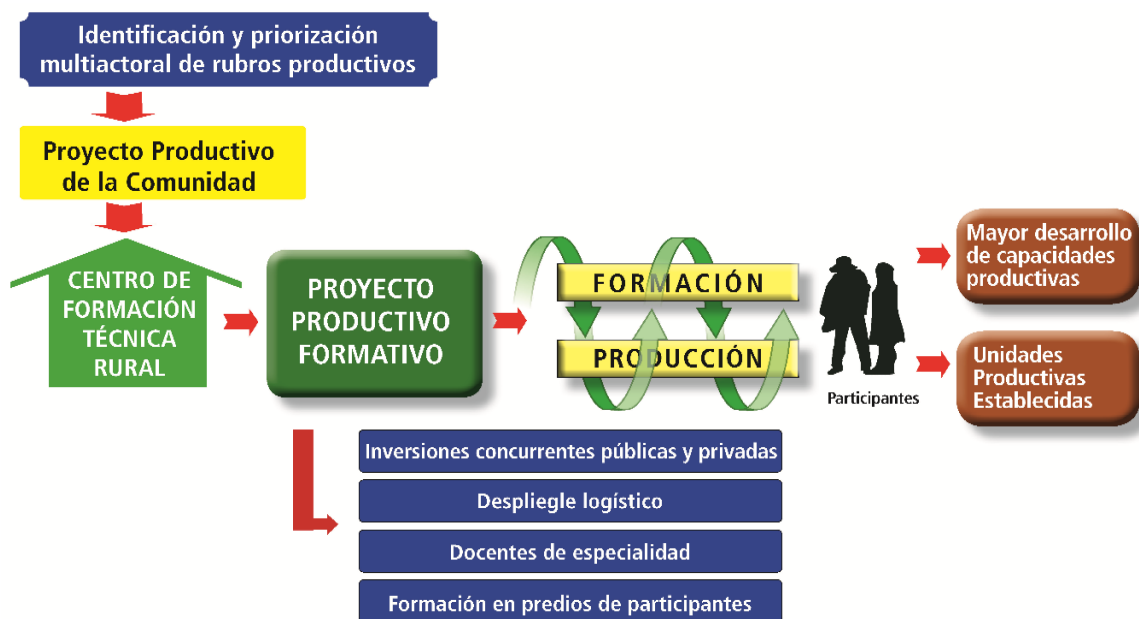 Identificación y priorización
multiactoral de rubros productivos
Proyecto Productivo
de la Comunidad
CENTRO DE
FORMACIÓN
TÉCNICA
RURAL
PROYECTO
PRODUCTIVO
FORMATIVO
FORMACIÓN
PRODUCCIÓN
Participantes
Mayor desarrollo
de capacidades
productivas
Unidades
Productivas
Establecidas
Inversiones concurrentes públicas y privadas
Despliegle logístico
Docentes de especialidad
Formación en predios de participantes